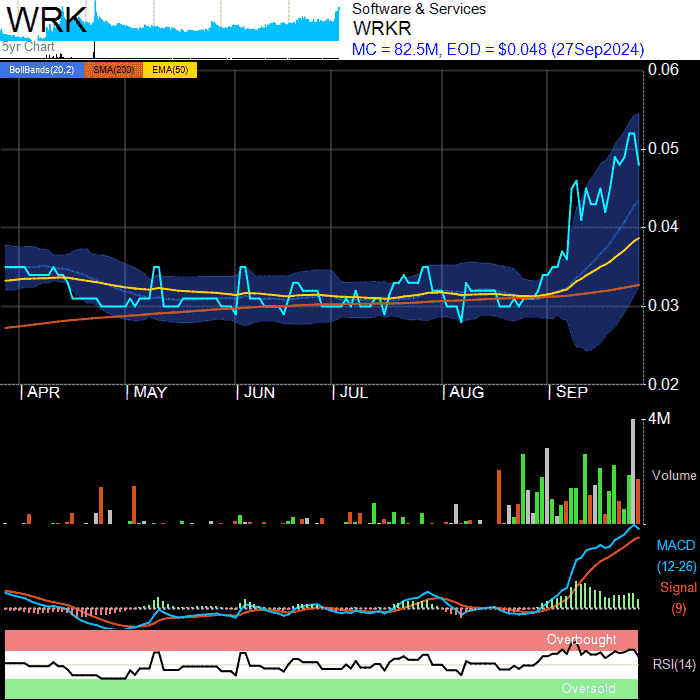 WRK
5yr Chart
Software & Services
WRKR
MC = 82.5M, EOD = $0.048 (27Sep2024)
BollBands(20,2) SMA(200) EMA(50)
0.06
0.05
0.04
0.03
0.02
APR MAY JUN JUL AUG SEP
4M
Volume
MACD
(12-26)
Signal
(9)
Overbought
RSI(14)
Oversold